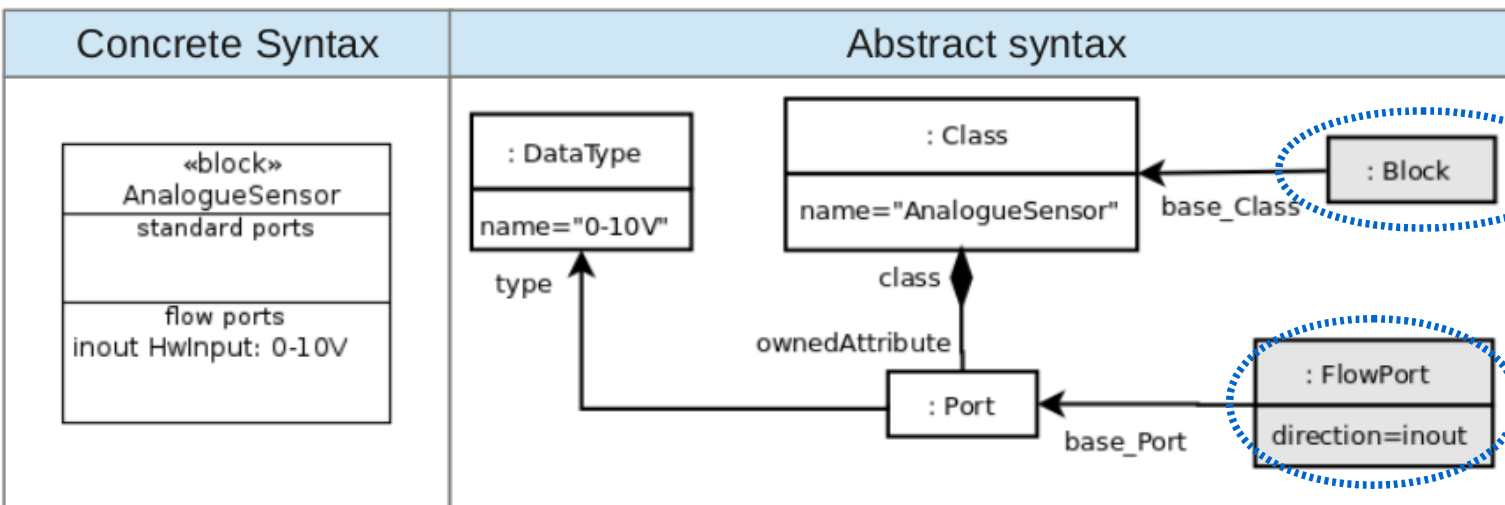 Concrete Syntax
Abstract syntax
«block»
AnalogueSensor
standard ports
flow ports
inout HwInput: 0-10V
: DataType
name="0-10V"
type
: Class
name="AnalogueSensor"
class
ownedAttribute
: Port
base_Class
: Block
base_Port
: FlowPort
direction=inout